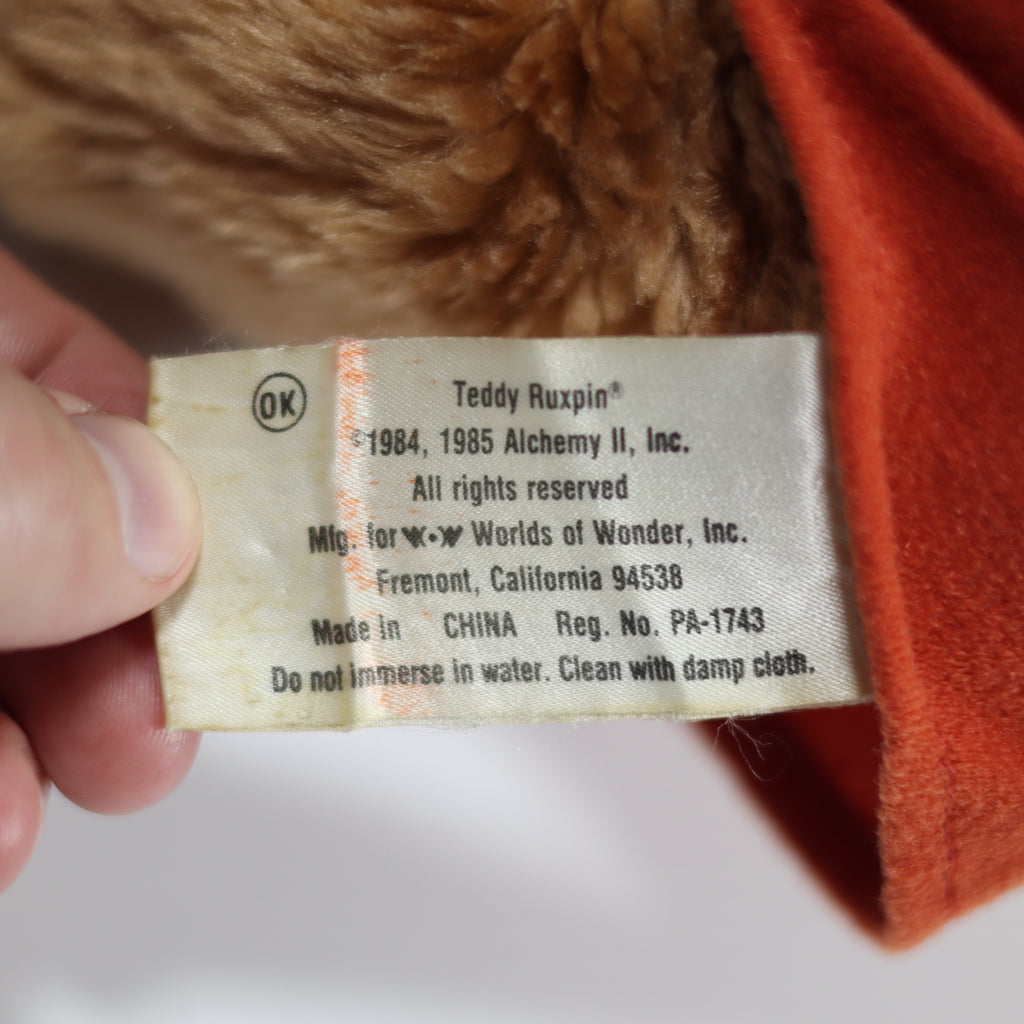 OK
Teddy Ruxpin®
©1984, 1985 Alchemy II, Inc.
All rights reserved
Mfg. for W•W Worlds of Wonder, Inc.
Fremont, California 94538
Made in CHINA Reg. No. PA-1743
Do not immerse in water. Clean with damp cloth.